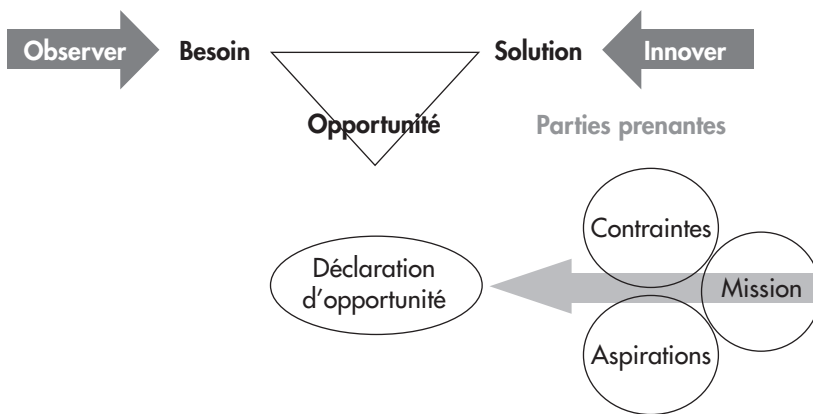 Observer Besoin Solution Innover
Opportunité Parties prenantes
Contraintes
Déclaration
d'opportunité
Mission
Aspirations